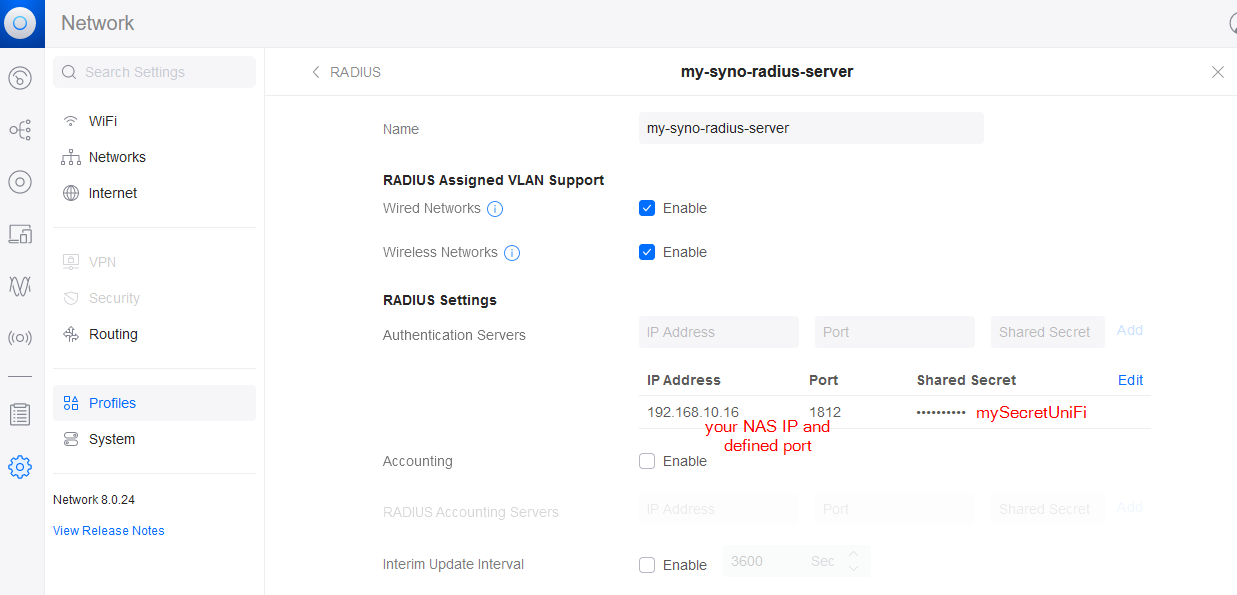 Network
Search Settings
RADIUS
my-syno-radius-server
WiFi
Networks
Internet
VPN
Security
Routing
Profiles
System
Network 8.0.24
View Release Notes
Name
my-syno-radius-server
RADIUS Assigned VLAN Support
Wired Networks
Enable
Wireless Networks
Enable
RADIUS Settings
Authentication Servers
IP Address Port Shared Secret Add
IP Address Port Shared Secret Edit
192.168.10.16 1812 •••••••••• mySecretUniFi
your NAS IP and
defined port
Accounting
Enable
RADIUS Accounting Servers
IP Address Port Shared Secret Add
Interim Update Interval
Enable 3600 Sec